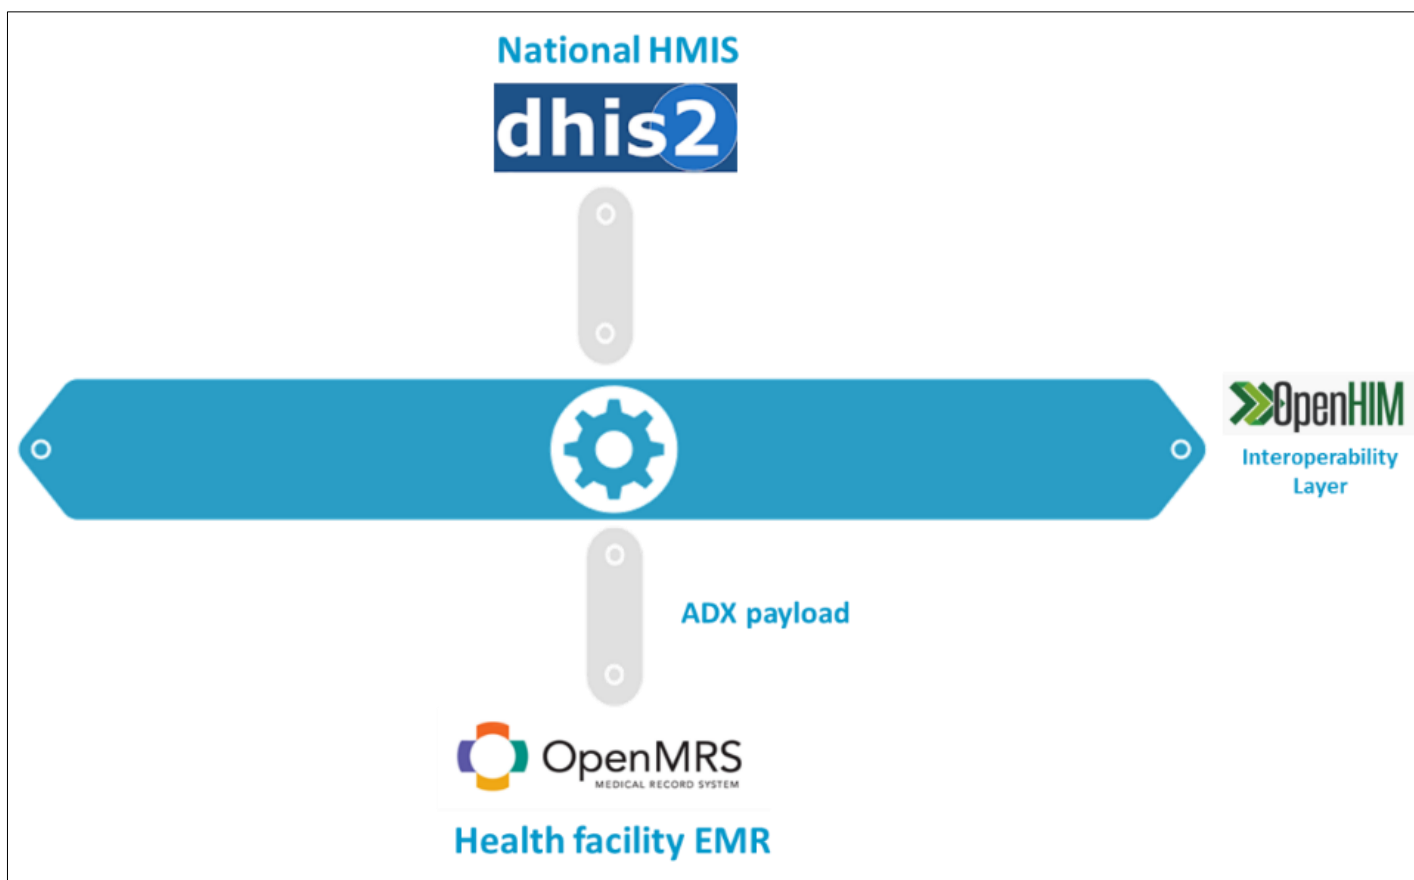 National HMIS
dhis2
OpenHIM
Interoperability
Layer
ADX payload
OpenMRS
MEDICAL RECORD SYSTEM
Health facility EMR